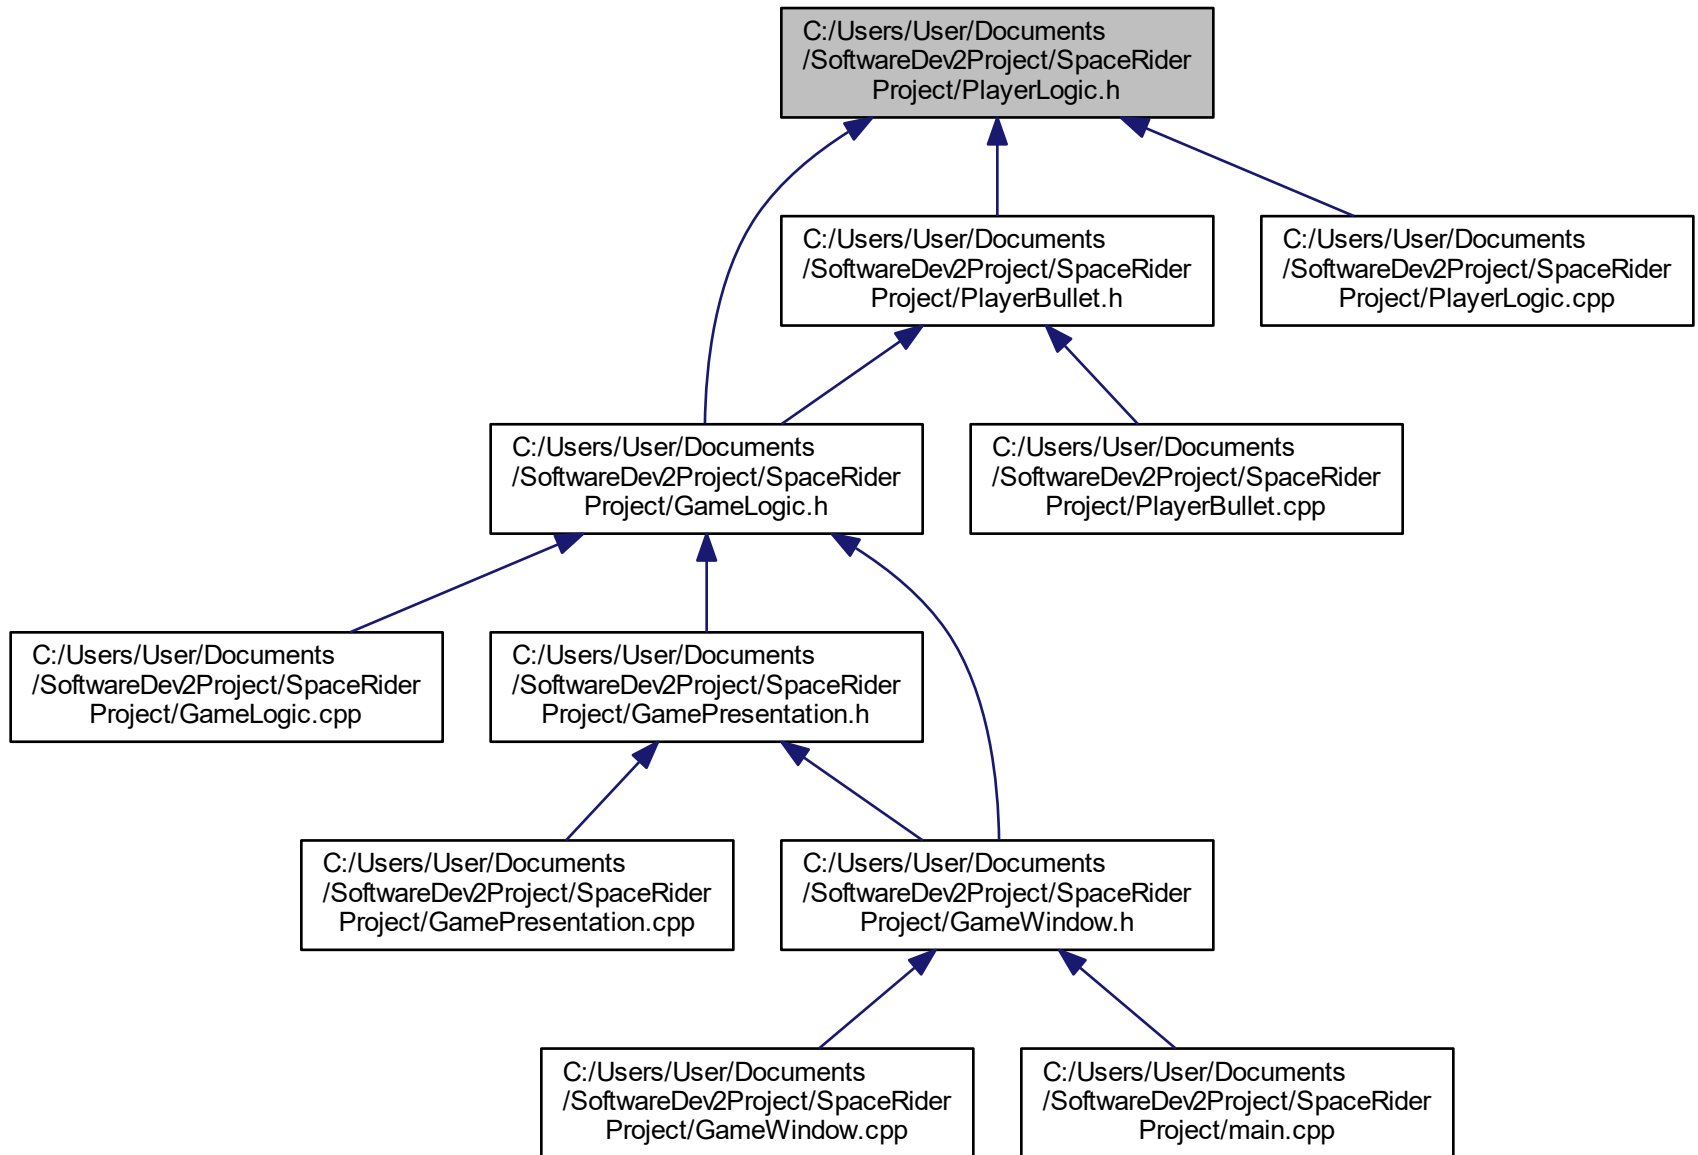 C:/Users/User/Documents
/SoftwareDev2Project/SpaceRider
Project/PlayerLogic.h
C:/Users/User/Documents
/SoftwareDev2Project/SpaceRider
Project/PlayerBullet.h
C:/Users/User/Documents
/SoftwareDev2Project/SpaceRider
Project/PlayerLogic.cpp
C:/Users/User/Documents
/SoftwareDev2Project/SpaceRider
Project/GameLogic.h
C:/Users/User/Documents
/SoftwareDev2Project/SpaceRider
Project/PlayerBullet.cpp
C:/Users/User/Documents
/SoftwareDev2Project/SpaceRider
Project/GameLogic.cpp
C:/Users/User/Documents
/SoftwareDev2Project/SpaceRider
Project/GamePresentation.h
C:/Users/User/Documents
/SoftwareDev2Project/SpaceRider
Project/GamePresentation.cpp
C:/Users/User/Documents
/SoftwareDev2Project/SpaceRider
Project/GameWindow.h
C:/Users/User/Documents
/SoftwareDev2Project/SpaceRider
Project/GameWindow.cpp
C:/Users/User/Documents
/SoftwareDev2Project/SpaceRider
Project/main.cpp